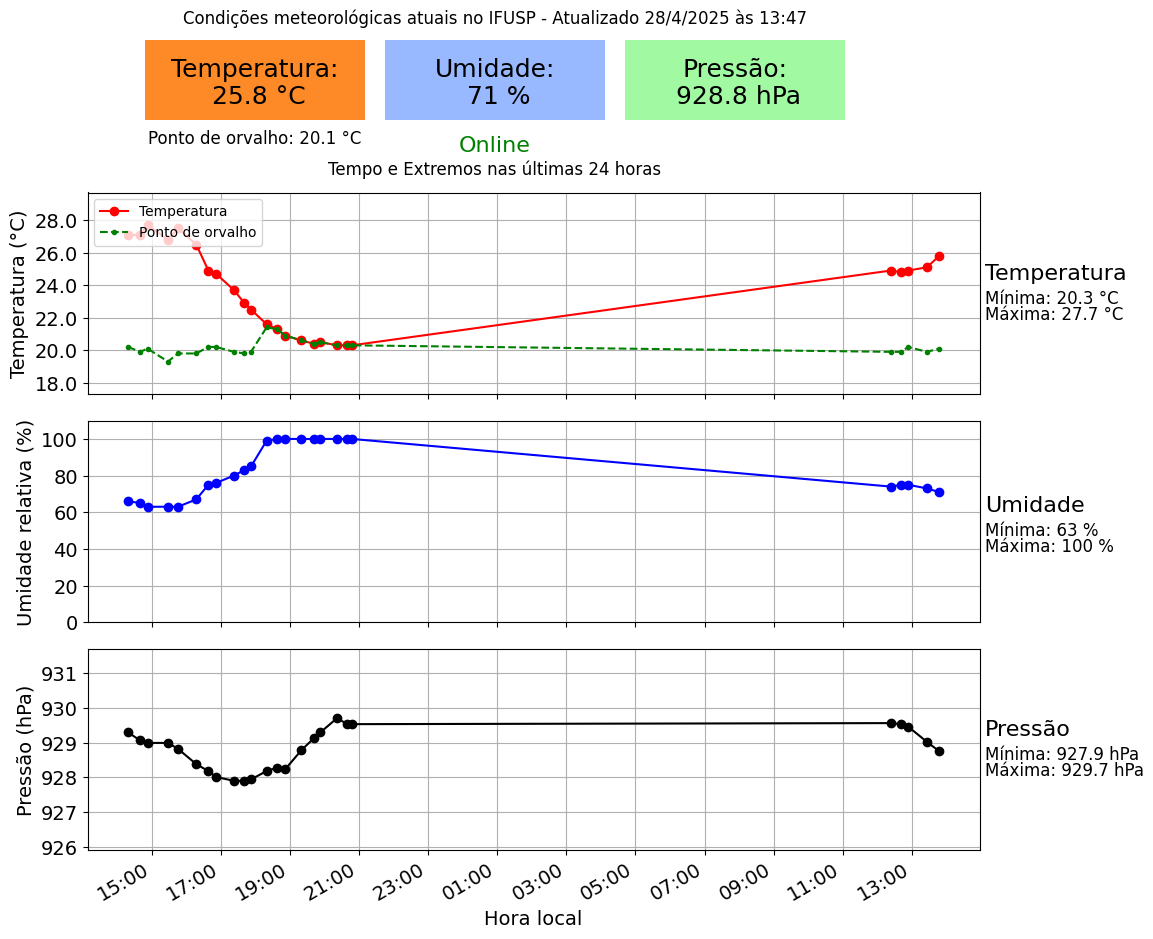 Condições meteorológicas atuais no IFUSP - Atualizado 28/4/2025 às 13:47
Temperatura:
25.8 °C
Umidade:
71 %
Pressão:
928.8 hPa
Ponto de orvalho: 20.1 °C
Online
Tempo e Extremos nas últimas 24 horas
Temperatura (°C)
28.0
26.0
24.0
22.0
20.0
18.0
Temperatura
Ponto de orvalho
Temperatura
Mínima: 20.3 °C
Máxima: 27.7 °C
Umidade relativa (%)
100
80
60
40
20
0
Umidade
Mínima: 63 %
Máxima: 100 %
Pressão (hPa)
931
930
929
928
927
926
Pressão
Mínima: 927.9 hPa
Máxima: 929.7 hPa
15:00
17:00
19:00
21:00
23:00
01:00
03:00
05:00
07:00
09:00
11:00
13:00
Hora local